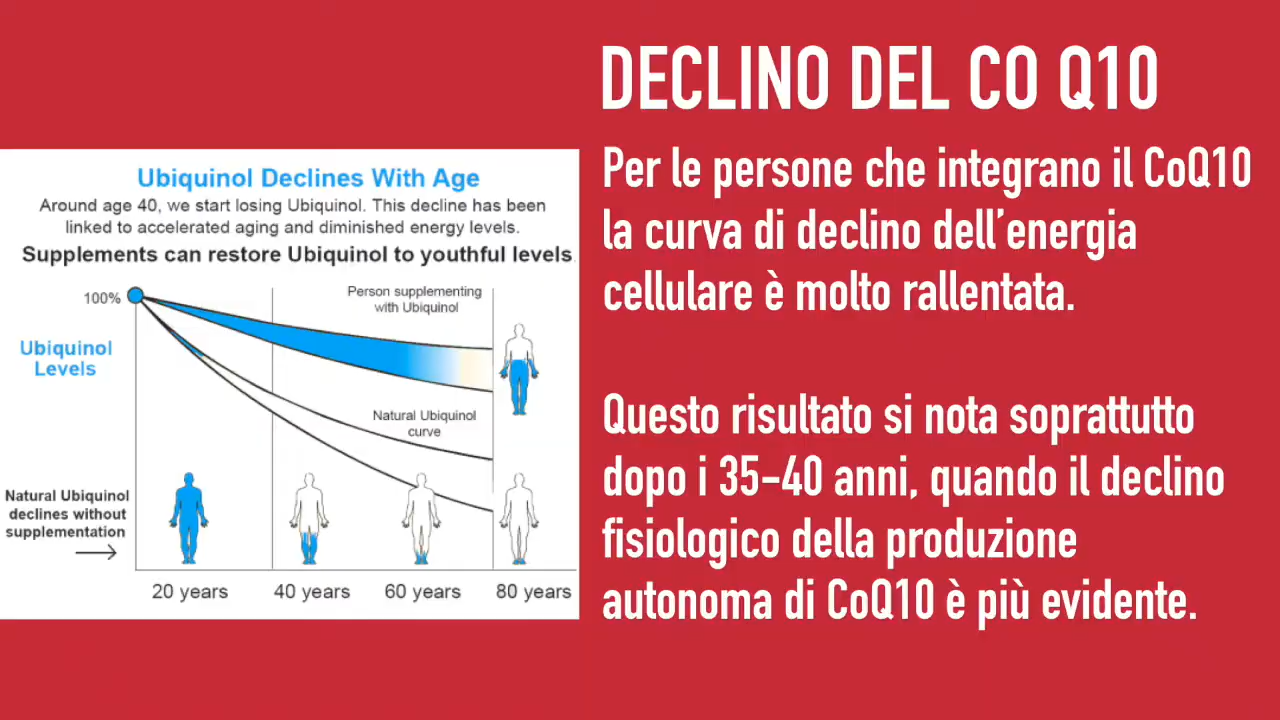 DECLINO DEL CO Q10
Per le persone che integrano il CoQ10
la curva di declino dell'energia
cellulare è molto rallentata.
Questo risultato si nota soprattutto
dopo i 35-40 anni, quando il declino
fisiologico della produzione
autonoma di CoQ10 è più evidente.
Ubiquinol Declines With Age
Around age 40, we start losing Ubiquinol. This decline has been
linked to accelerated aging and diminished energy levels.
Supplements can restore Ubiquinol to youthful levels
100%
Person supplementing
with Ubiquinol
Ubiquinol
Levels
Natural Ubiquinol
curve
Natural Ubiquinol
declines without
supplementation
20 years
40 years
60 years
80 years